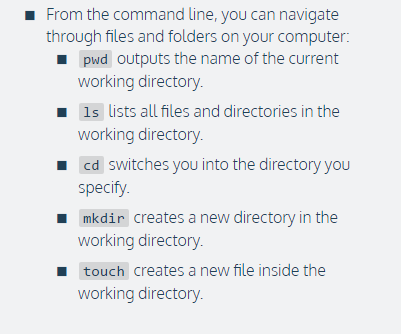 From the command line, you can navigate
through files and folders on your computer:
pwd outputs the name of the current
working directory.
ls lists all files and directories in the
working directory.
cd switches you into the directory you
specify.
mkdir creates a new directory in the
working directory.
touch creates a new file inside the
working directory.